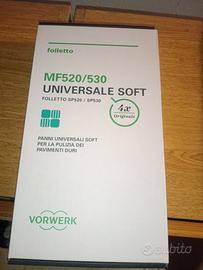 folletto
MF520/530
UNIVERSALE SOFT
FOLLETTO SP520 / SP530
4x
Originale
PANNI UNIVERSALI SOFT
PER LA PULIZIA DEI
PAVIMENTI DURI
VORWERK
subito